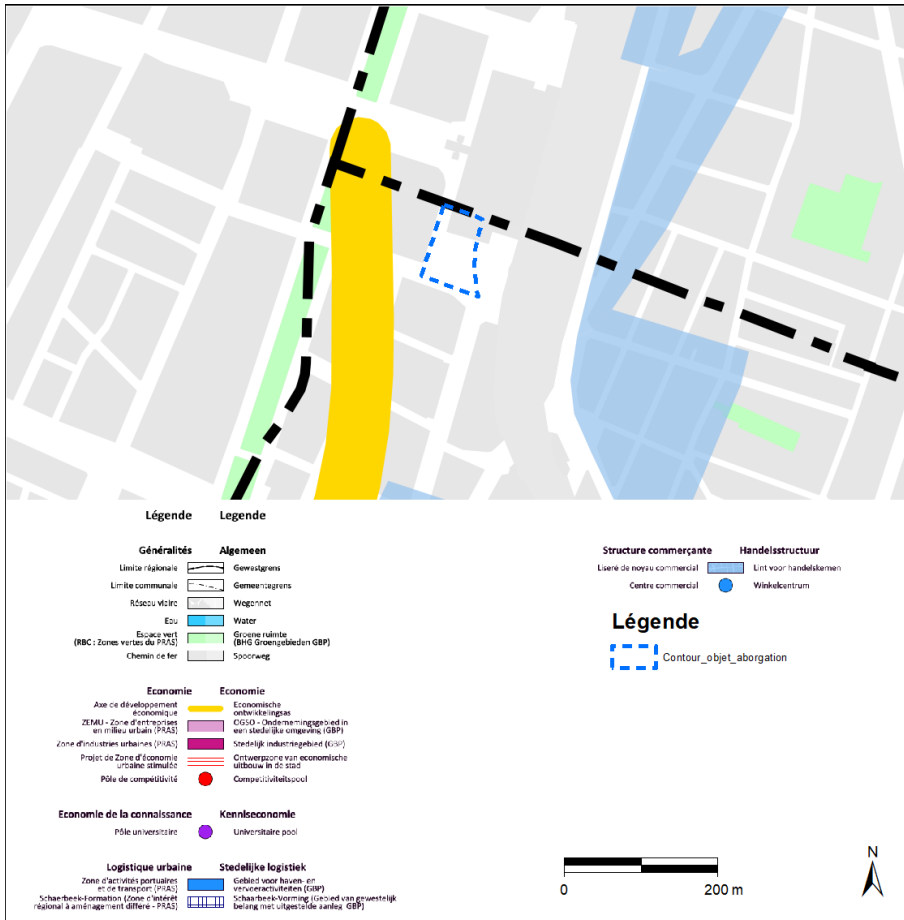 Légende Legende
Généralités Algemeen
Limite régionale Gewestgrens
Limite communale Gemeentegrens
Réseau viaire Wegennet
Eau Water
Espace vert
(RBC : Zones vertes du PRAS)
Groene ruimte
(BHG Groengebieden GBP)
Chemin de fer Spoorweg
Economie Economie
Axe de développement
économique
Economische
ontwikkelingsas
ZEMU - Zone d'entreprises
en milieu urbain (PRAS)
OGSO - Ondernemingsgebied in
een stedelijke omgeving (GBP)
Zone d'industries urbaines (PRAS) Stedelijk industriegebied (GBP)
Projet de Zone d'économie
urbaine stimulée
Ontwerpzone van economische
uitbouw in de stad
Pôle de compétivité Competitiviteitspool
Economie de la connaissance Kenniseconomie
Pôle universitaire Universitaire pool
Logistique urbaine Stedelijke logistiek
Zone d'activités portuaires
et de transport (PRAS)
Gebied voor haven- en
vervoeractiviteiten (GBP)
Schaerbeek-Formation (Zone d'intérêt
régional à aménagement différé - PRAS)
Schaarbeek-Vorming (Gebied van gewestelijk
belang met uitgestelde aanleg GBP)
Structure commerçante Handelsstructuur
Liseré de noyau commercial Lint voor handelskernen
Centre commercial Winkelcentrum
Légende
Contour_objet_aborgation
0 200 m
N